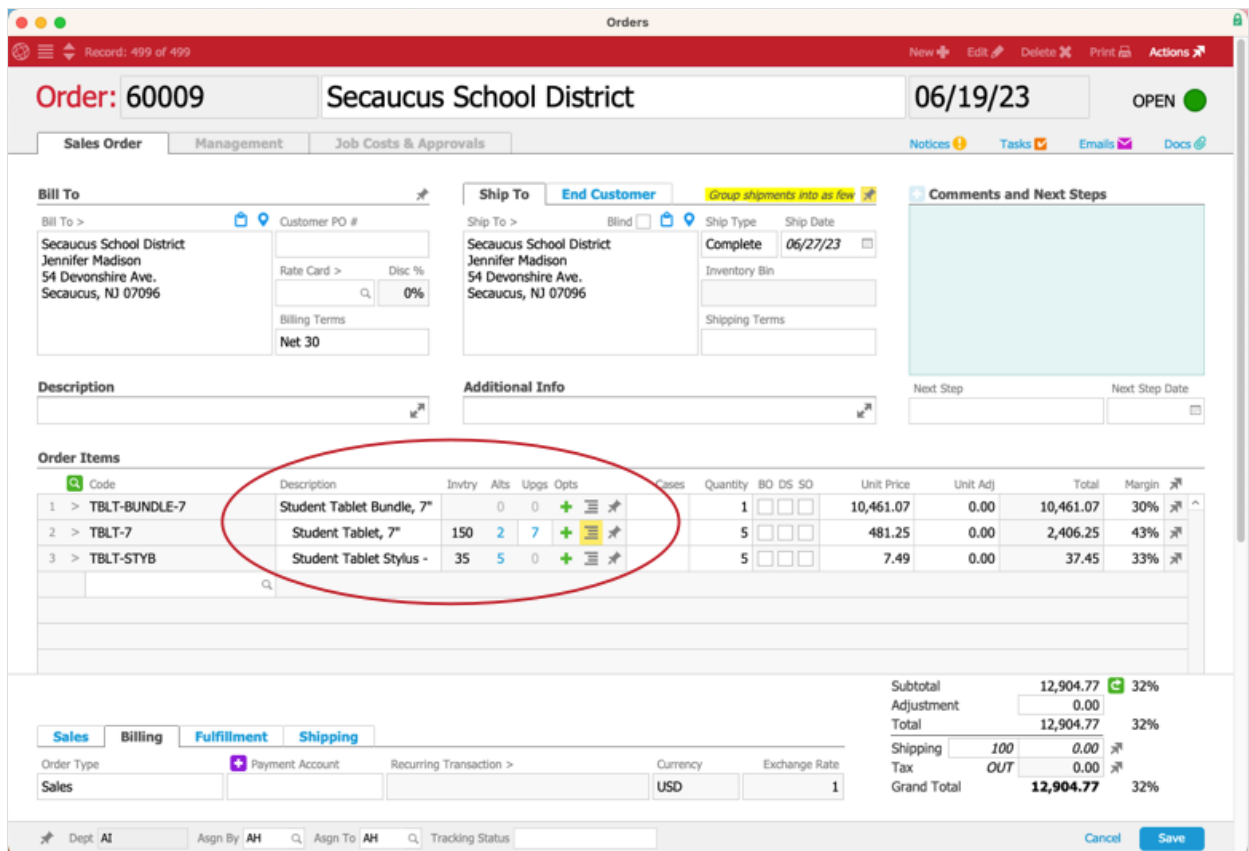 Orders
Record: 499 of 499 New Edit Delete Print Actions
Order: 60009 Secaucus School District 06/19/23 OPEN
Sales Order Management Job Costs & Approvals Notices Tasks Emails Docs
Bill To Ship To End Customer Group shipments into as few Comments and Next Steps
Bill To > Customer PO # Ship To > Blind Ship Type Ship Date
Secaucus School District Secaucus School District Complete 06/27/23
Jennifer Madison Jennifer Madison
54 Devonshire Ave. Rate Card > Disc % 54 Devonshire Ave. Inventory Bin
Secaucus, NJ 07096 0% Secaucus, NJ 07096
Billing Terms Shipping Terms
Net 30
Description Additional Info Next Step Next Step Date
Order Items
Code Description Invtry Alts Upgs Opts Cases Quantity BO DS SO Unit Price Unit Adj Total Margin
1 > TBLT-BUNDLE-7 Student Tablet Bundle, 7" 0 0 1 10,461.07 0.00 10,461.07 30%
2 > TBLT-7 Student Tablet, 7" 150 2 7 5 481.25 0.00 2,406.25 43%
3 > TBLT-STYB Student Tablet Stylus - 35 5 0 5 7.49 0.00 37.45 33%
Subtotal 12,904.77 32%
Adjustment 0.00
Total 12,904.77 32%
Sales Billing Fulfillment Shipping
Shipping 100 0.00
Order Type Payment Account Recurring Transaction > Currency Exchange Rate Tax OUT 0.00
Sales USD 1 Grand Total 12,904.77 32%
Dept AI Asgn By AH Asgn To AH Tracking Status Cancel Save